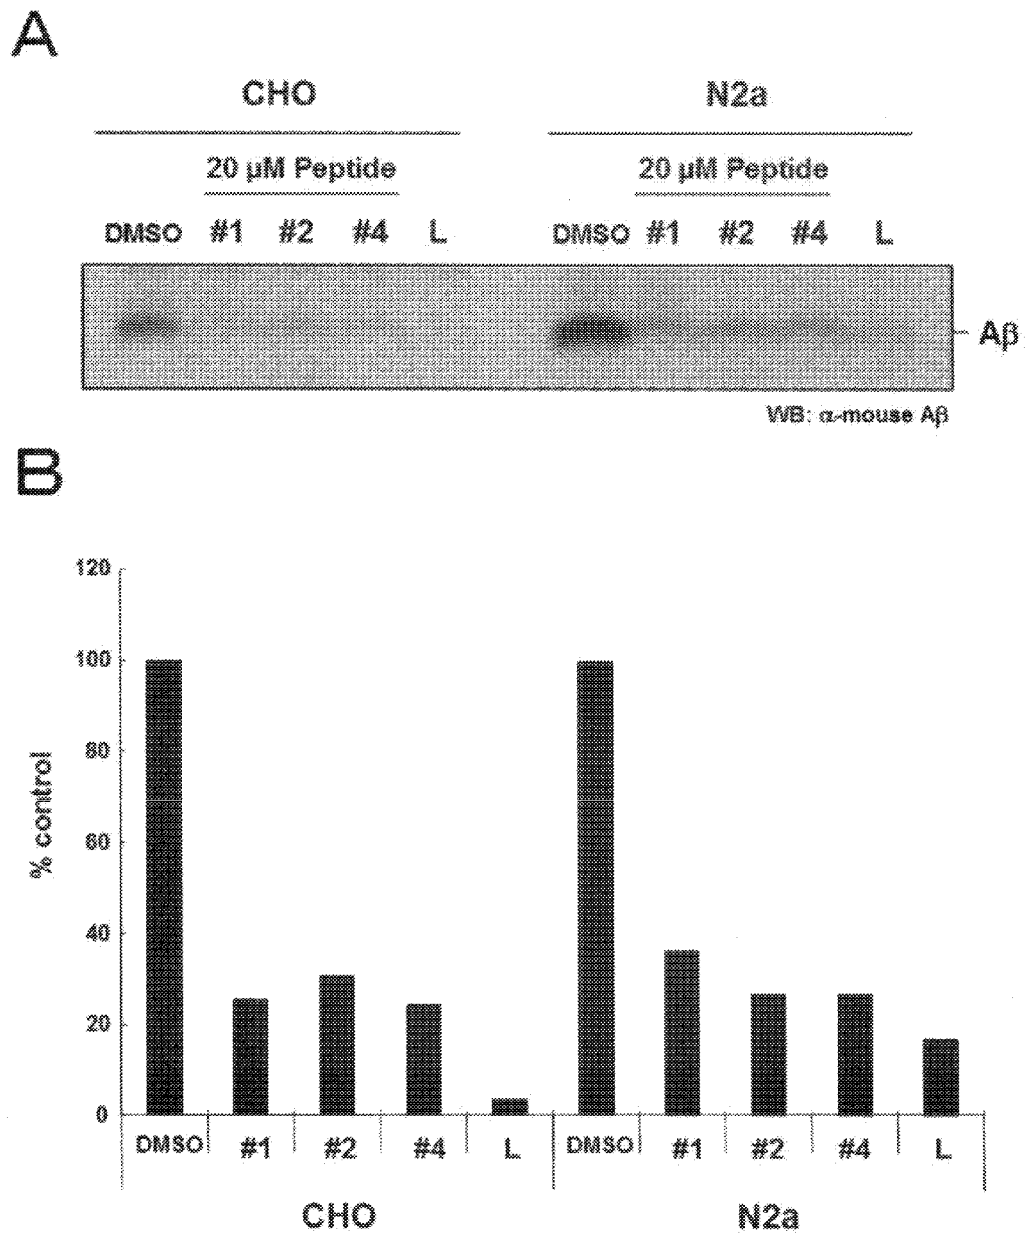 A
CHO N2a
20 µM Peptide 20 µM Peptide
DMSO #1 #2 #4 L DMSO #1 #2 #4 L
Aβ
WB: α-mouse Aβ
B
120
100
80
60
40
20
0
% control
DMSO #1 #2 #4 L DMSO #1 #2 #4 L
CHO N2a